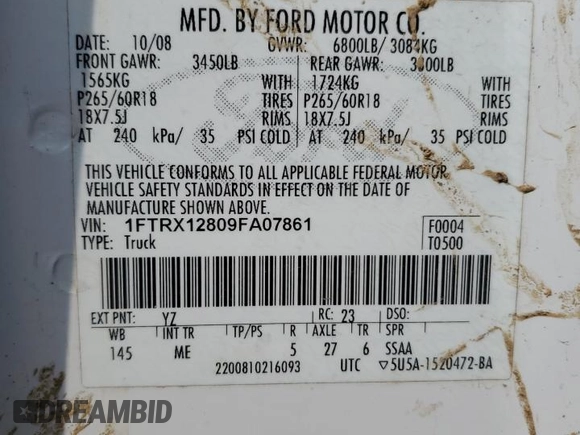 MFD. BY FORD MOTOR CO.
DATE: 10/08 GVWR: 6800LB/ 3084KG
FRONT GAWR: 3450LB REAR GAWR: 3800LB
1565KG WITH 1724KG WITH
P265/60R18 TIRES P265/60R18 TIRES
18X7.5J RIMS 18X7.5J RIMS
AT 240 kPa/ 35 PSI COLD AT 240 kPa/ 35 PSI COLD
THIS VEHICLE CONFORMS TO ALL APPLICABLE FEDERAL MOTOR
VEHICLE SAFETY STANDARDS IN EFFECT ON THE DATE OF
MANUFACTURE SHOWN ABOVE.
VIN: 1FTRX12809FA07861 F0004
TYPE: Truck T0500
EXT PNT: YZ RC: 23 DSO:
WB INT TR TP/PS R AXLE TR SPR
145 ME 5 27 6 SSAA
2200810216093 UTC ▽5U5A-1520472-BA
DREAMBID